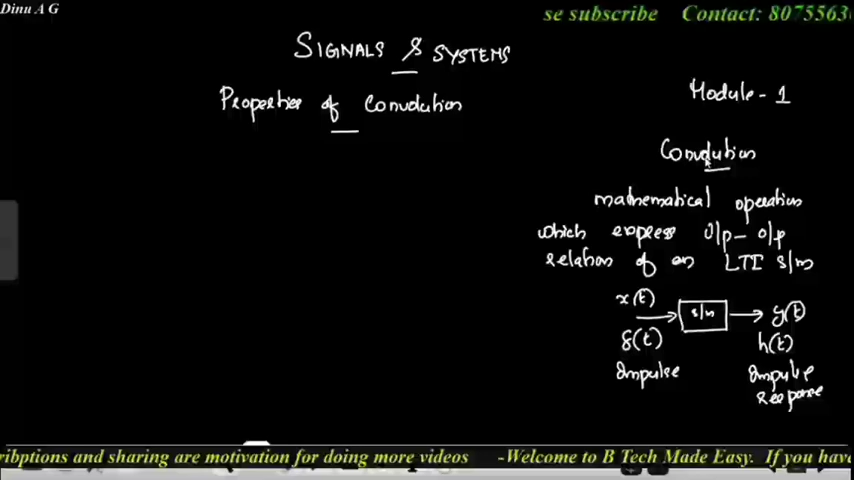 Dinu A G
se subscribe Contact: 8075563
SIGNALS & SYSTEMS
Properties of Convolution
Module - 1
Convolution
mathematical operation
which express i/p - o/p
relation of an LTI s/m
x(t) s/m y(t)
δ(t) h(t)
Impulse Impulse
response
ribptions and sharing are motivation for doing more videos -Welcome to B Tech Made Easy. If you have